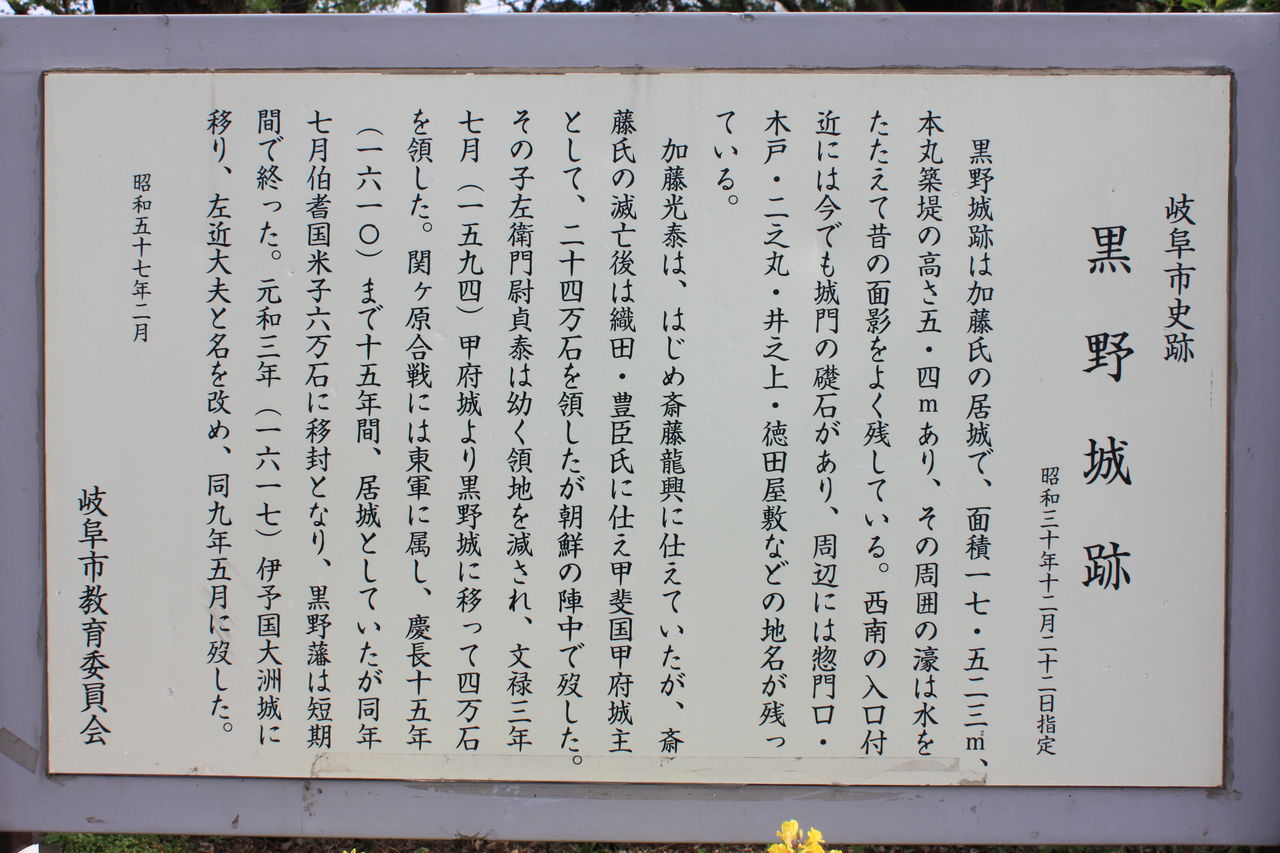 岐阜市史跡
黒野城跡
昭和三十年十二月二十二日指定
黒野城跡は加藤氏の居城で、面積一七・五二三㎡、
本丸築堤の高さ五・四mあり、その周囲の濠は水を
たたえて昔の面影をよく残している。西南の入口付
近には今でも城門の礎石があり、周辺には惣門口・
木戸・二之丸・井之上・徳田屋敷などの地名が残っ
ている。
加藤光泰は、はじめ斎藤龍興に仕えていたが、斎
藤氏の滅亡後は織田・豊臣氏に仕え甲斐国甲府城主
として、二十四万石を領したが朝鮮の陣中で歿した。
その子左衛門尉貞泰は幼く領地を減され、文禄三年
七月（一五九四）甲府城より黒野城に移って四万石
を領した。関ヶ原合戦には東軍に属し、慶長十五年
（一六一〇）まで十五年間、居城としていたが同年
七月伯耆国米子六万石に移封となり、黒野藩は短期
間で終った。元和三年（一六一七）伊予国大洲城に
移り、左近大夫と名を改め、同九年五月に歿した。
昭和五十七年二月
岐阜市教育委員会